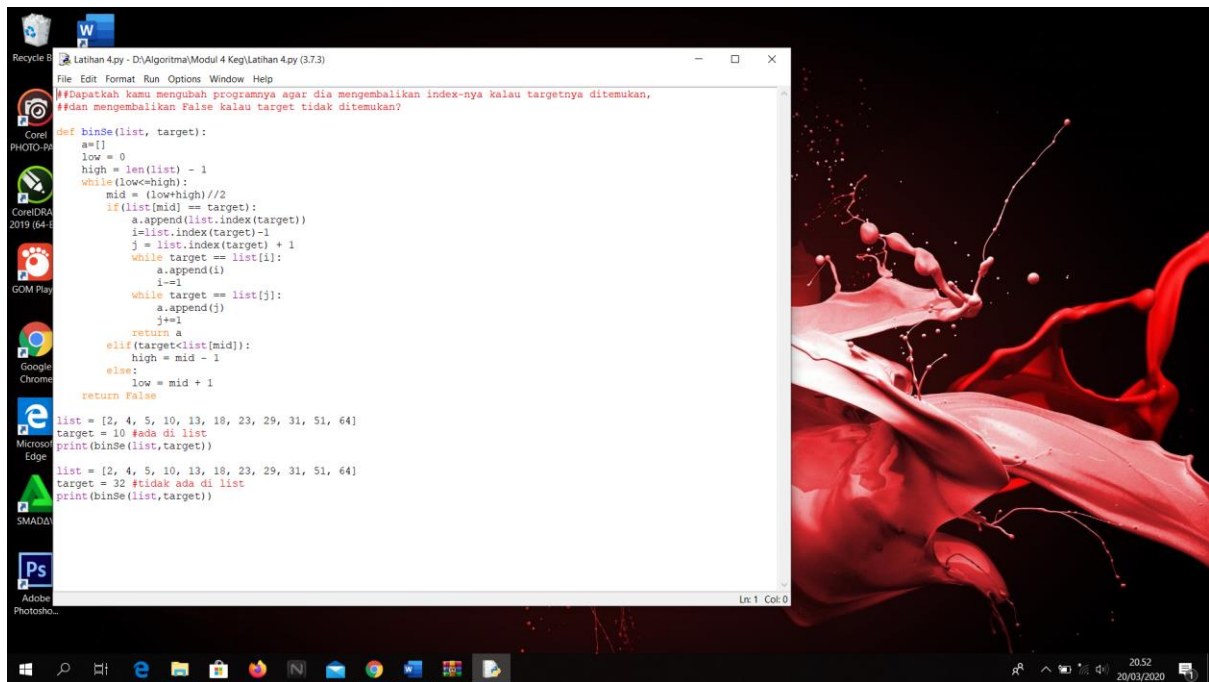 Recycle B
W
Corel
PHOTO-PA
CorelDRA
2019 (64-B
GOM Play
Google
Chrome
Microsof
Edge
SMADAV
Ps
Adobe
Photosho...
Latihan 4.py - D:\Algoritma\Modul 4 Keg\Latihan 4.py (3.7.3)
File Edit Format Run Options Window Help
##Dapatkah kamu mengubah programnya agar dia mengembalikan index-nya kalau targetnya ditemukan,
##dan mengembalikan False kalau target tidak ditemukan?
def binSe(list, target):
    a=[]
    low = 0
    high = len(list) - 1
    while(low<=high):
        mid = (low+high)//2
        if(list[mid] == target):
            a.append(list.index(target))
            i=list.index(target)-1
            j = list.index(target) + 1
            while target == list[i]:
                a.append(i)
                i-=1
            while target == list[j]:
                a.append(j)
                j+=1
            return a
        elif(target<list[mid]):
            high = mid - 1
        else:
            low = mid + 1
    return False
list = [2, 4, 5, 10, 13, 18, 23, 29, 31, 51, 64]
target = 10 #ada di list
print(binSe(list,target))
list = [2, 4, 5, 10, 13, 18, 23, 29, 31, 51, 64]
target = 32 #tidak ada di list
print(binSe(list,target))
Ln: 1 Col: 0
20.52
20/03/2020